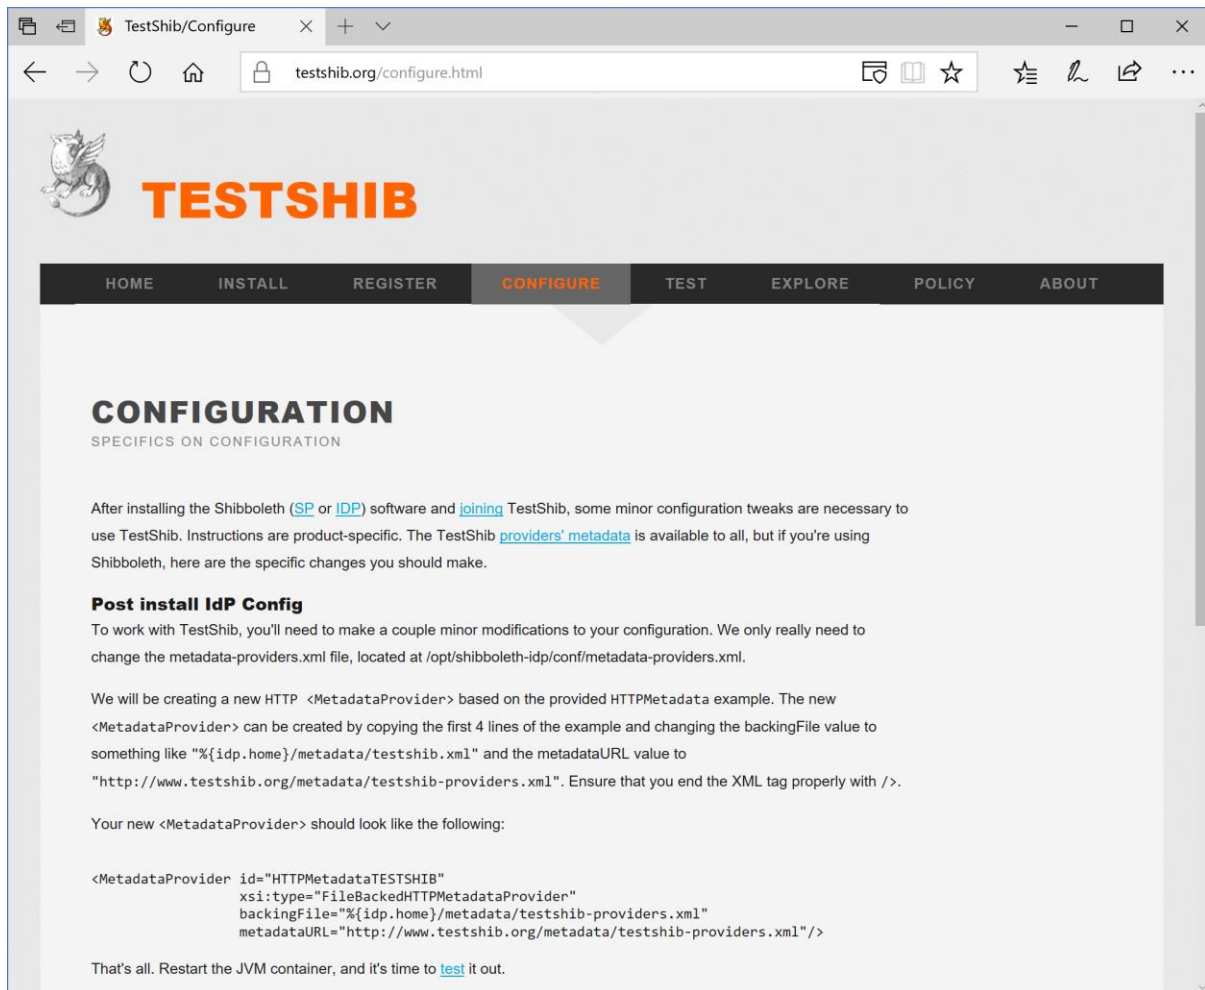 TestShib/Configure
testshib.org/configure.html
TESTSHIB
HOME INSTALL REGISTER CONFIGURE TEST EXPLORE POLICY ABOUT
CONFIGURATION
SPECIFICS ON CONFIGURATION
After installing the Shibboleth (SP or IDP) software and joining TestShib, some minor configuration tweaks are necessary to
use TestShib. Instructions are product-specific. The TestShib providers' metadata is available to all, but if you're using
Shibboleth, here are the specific changes you should make.
Post install IdP Config
To work with TestShib, you'll need to make a couple minor modifications to your configuration. We only really need to
change the metadata-providers.xml file, located at /opt/shibboleth-idp/conf/metadata-providers.xml.
We will be creating a new HTTP <MetadataProvider> based on the provided HTTPMetadata example. The new
<MetadataProvider> can be created by copying the first 4 lines of the example and changing the backingFile value to
something like "%{idp.home}/metadata/testshib.xml" and the metadataURL value to
"http://www.testshib.org/metadata/testshib-providers.xml". Ensure that you end the XML tag properly with />.
Your new <MetadataProvider> should look like the following:
<MetadataProvider id="HTTPMetadataTESTSHIB"
xsi:type="FileBackedHTTPMetadataProvider"
backingFile="%{idp.home}/metadata/testshib-providers.xml"
metadataURL="http://www.testshib.org/metadata/testshib-providers.xml"/>
That's all. Restart the JVM container, and it's time to test it out.